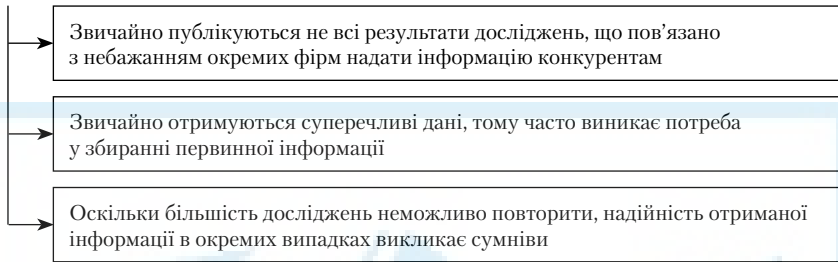 Звичайно публікуються не всі результати досліджень, що пов’язано
з небажанням окремих фірм надати інформацію конкурентам
Звичайно отримуються суперечливі дані, тому часто виникає потреба
у збиранні первинної інформації
Оскільки більшість досліджень неможливо повторити, надійність отриманої
інформації в окремих випадках викликає сумніви